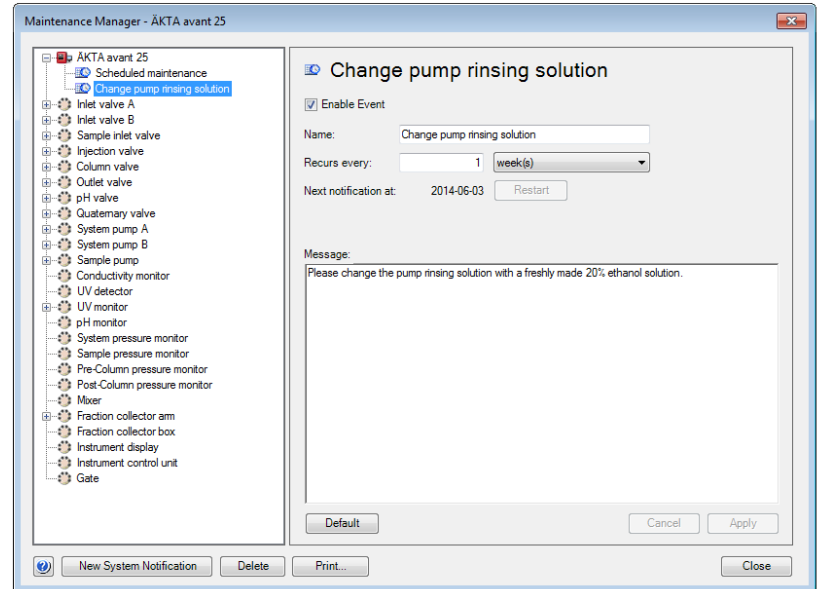 Maintenance Manager - ÄKTA avant 25
ÄKTA avant 25
Scheduled maintenance
Change pump rinsing solution
Inlet valve A
Inlet valve B
Sample inlet valve
Injection valve
Column valve
Outlet valve
pH valve
Quaternary valve
System pump A
System pump B
Sample pump
Conductivity monitor
UV detector
UV monitor
pH monitor
System pressure monitor
Sample pressure monitor
Pre-Column pressure monitor
Post-Column pressure monitor
Mixer
Fraction collector arm
Fraction collector box
Instrument display
Instrument control unit
Gate
Change pump rinsing solution
Enable Event
Name: Change pump rinsing solution
Recurs every: 1 week(s)
Next notification at: 2014-06-03 Restart
Message:
Please change the pump rinsing solution with a freshly made 20% ethanol solution.
Default Cancel Apply
? New System Notification Delete Print... Close